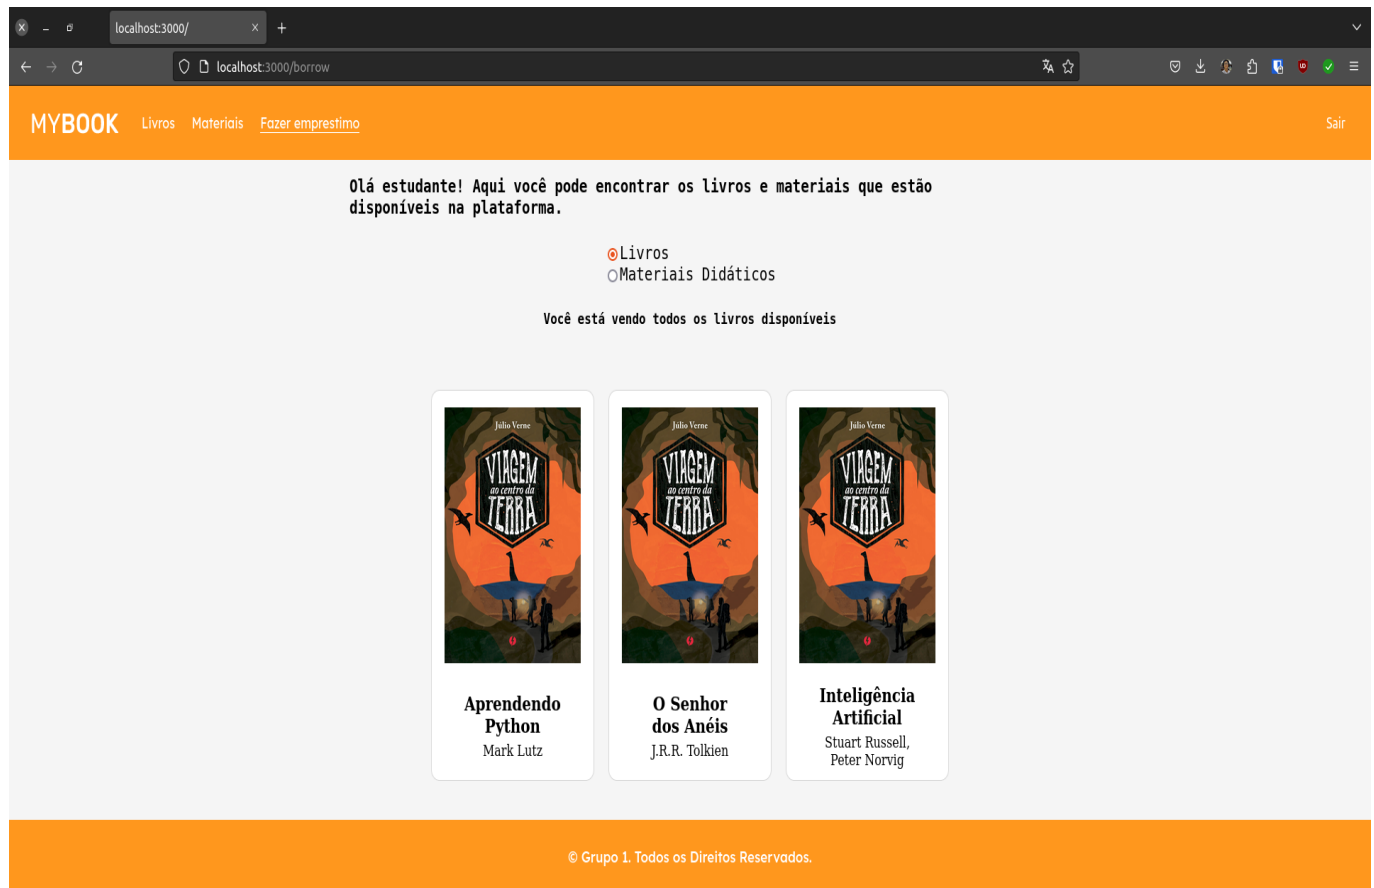 localhost:3000/
localhost:3000/borrow
MYBOOK Livros Materiais Fazer emprestimo Sair
Olá estudante! Aqui você pode encontrar os livros e materiais que estão
disponíveis na plataforma.
Livros
Materiais Didáticos
Você está vendo todos os livros disponíveis
Júlio Verne
VIAGEM
ao centro da
TERRA
Aprendendo
Python
Mark Lutz
Júlio Verne
VIAGEM
ao centro da
TERRA
O Senhor
dos Anéis
J.R.R. Tolkien
Júlio Verne
VIAGEM
ao centro da
TERRA
Inteligência
Artificial
Stuart Russell,
Peter Norvig
© Grupo 1. Todos os Direitos Reservados.